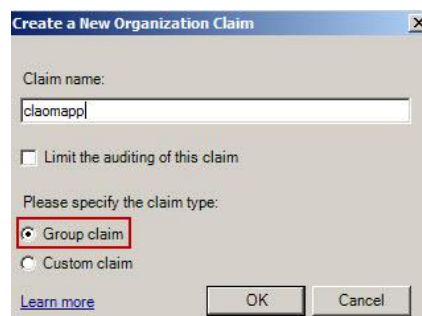 Create a New Organization Claim
Claim name:
claomapp
Limit the auditing of this claim
Please specify the claim type:
Group claim
Custom claim
Learn more OK Cancel